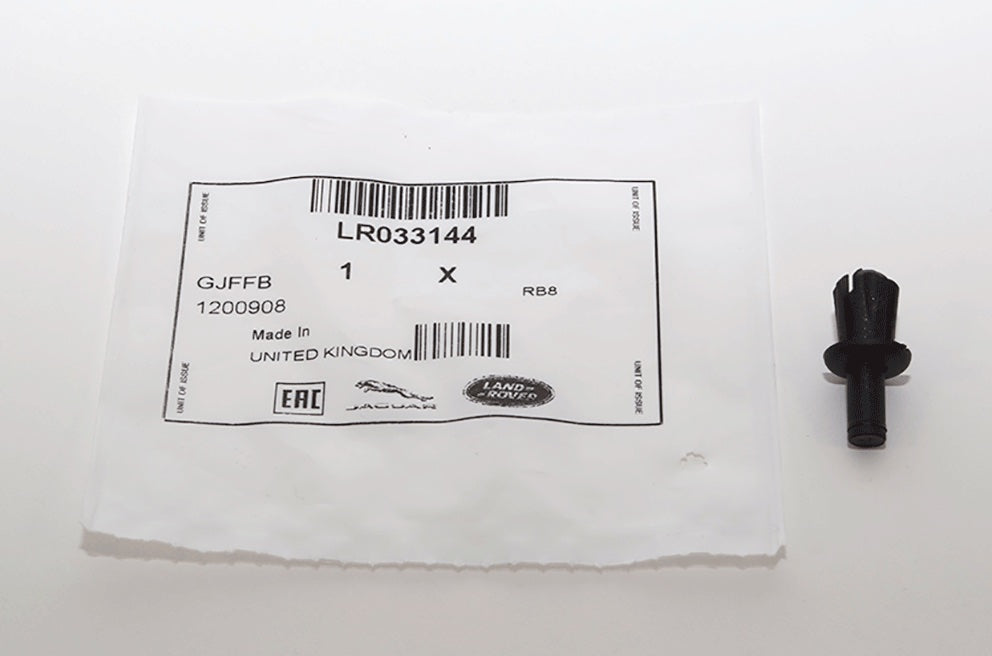 UNIT OF ISSUE
UNIT OF ISSUE
LR033144
1 X
GJFFB
RB8
1200908
Made In
UNITED KINGDOM
EAC
JAGUAR
LAND-
-ROVER
UNIT OF ISSUE
UNIT OF ISSUE